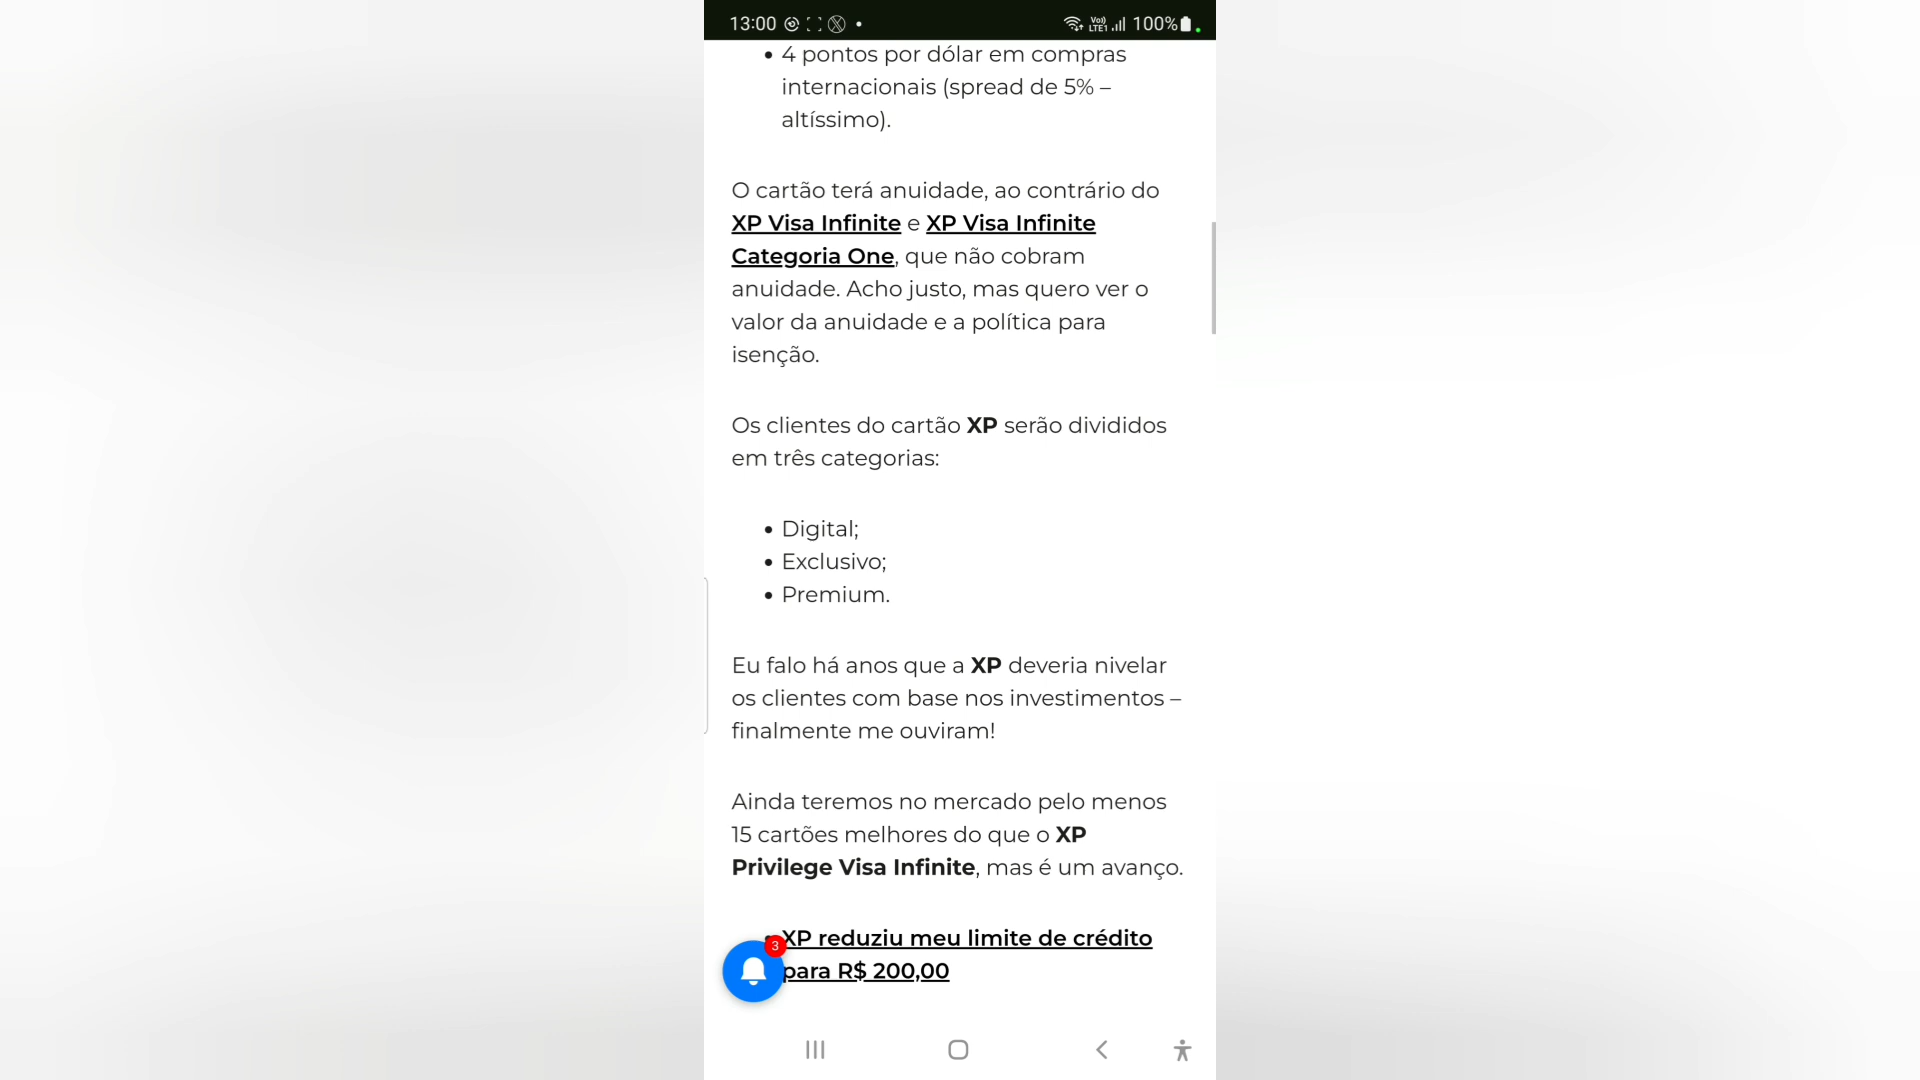 13:00
Vo)
LTE1
100%
• 4 pontos por dólar em compras
internacionais (spread de 5% –
altíssimo).
O cartão terá anuidade, ao contrário do
XP Visa Infinite e XP Visa Infinite
Categoria One, que não cobram
anuidade. Acho justo, mas quero ver o
valor da anuidade e a política para
isenção.
Os clientes do cartão XP serão divididos
em três categorias:
• Digital;
• Exclusivo;
• Premium.
Eu falo há anos que a XP deveria nivelar
os clientes com base nos investimentos –
finalmente me ouviram!
Ainda teremos no mercado pelo menos
15 cartões melhores do que o XP
Privilege Visa Infinite, mas é um avanço.
• XP reduziu meu limite de crédito
para R$ 200,00
3